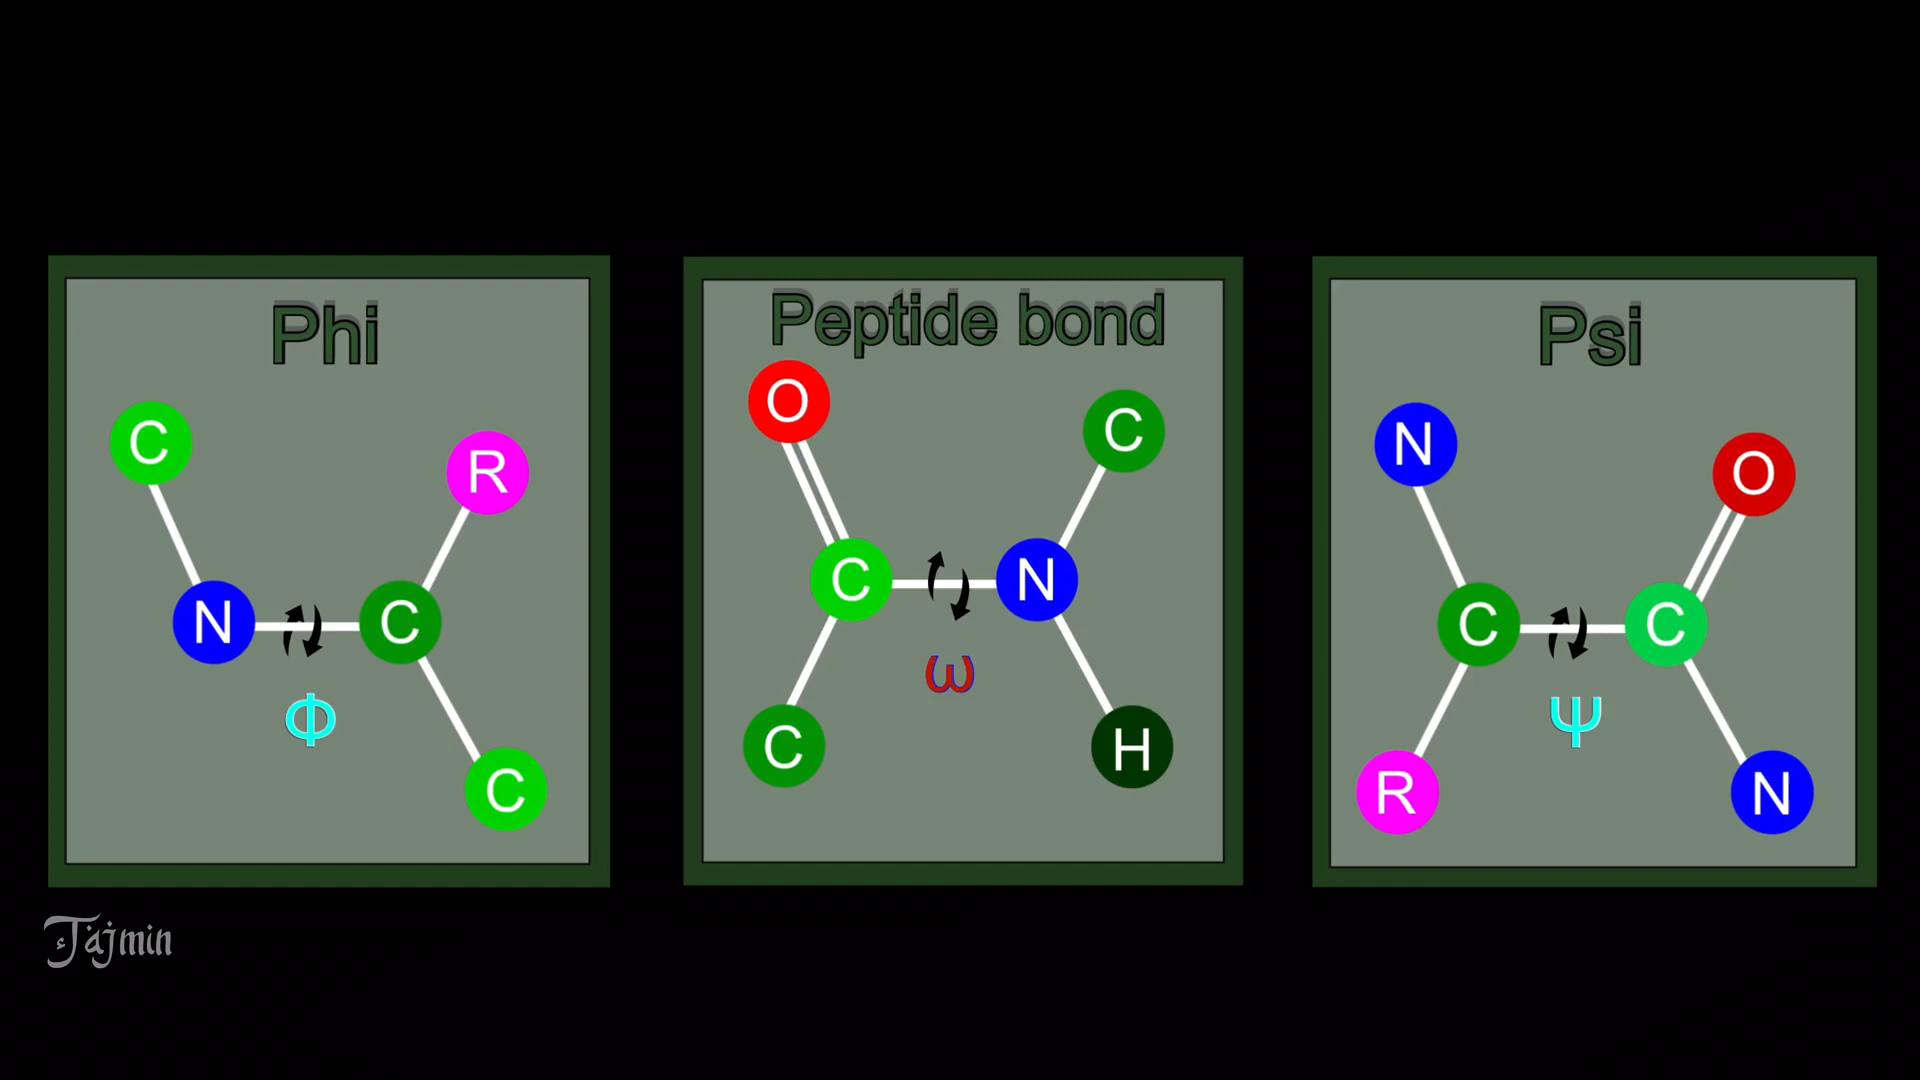 Phi
C
R
N
C
Φ
C
Peptide bond
O
C
C
N
ω
C
H
Psi
N
O
C
C
Ψ
R
N
Tajmin